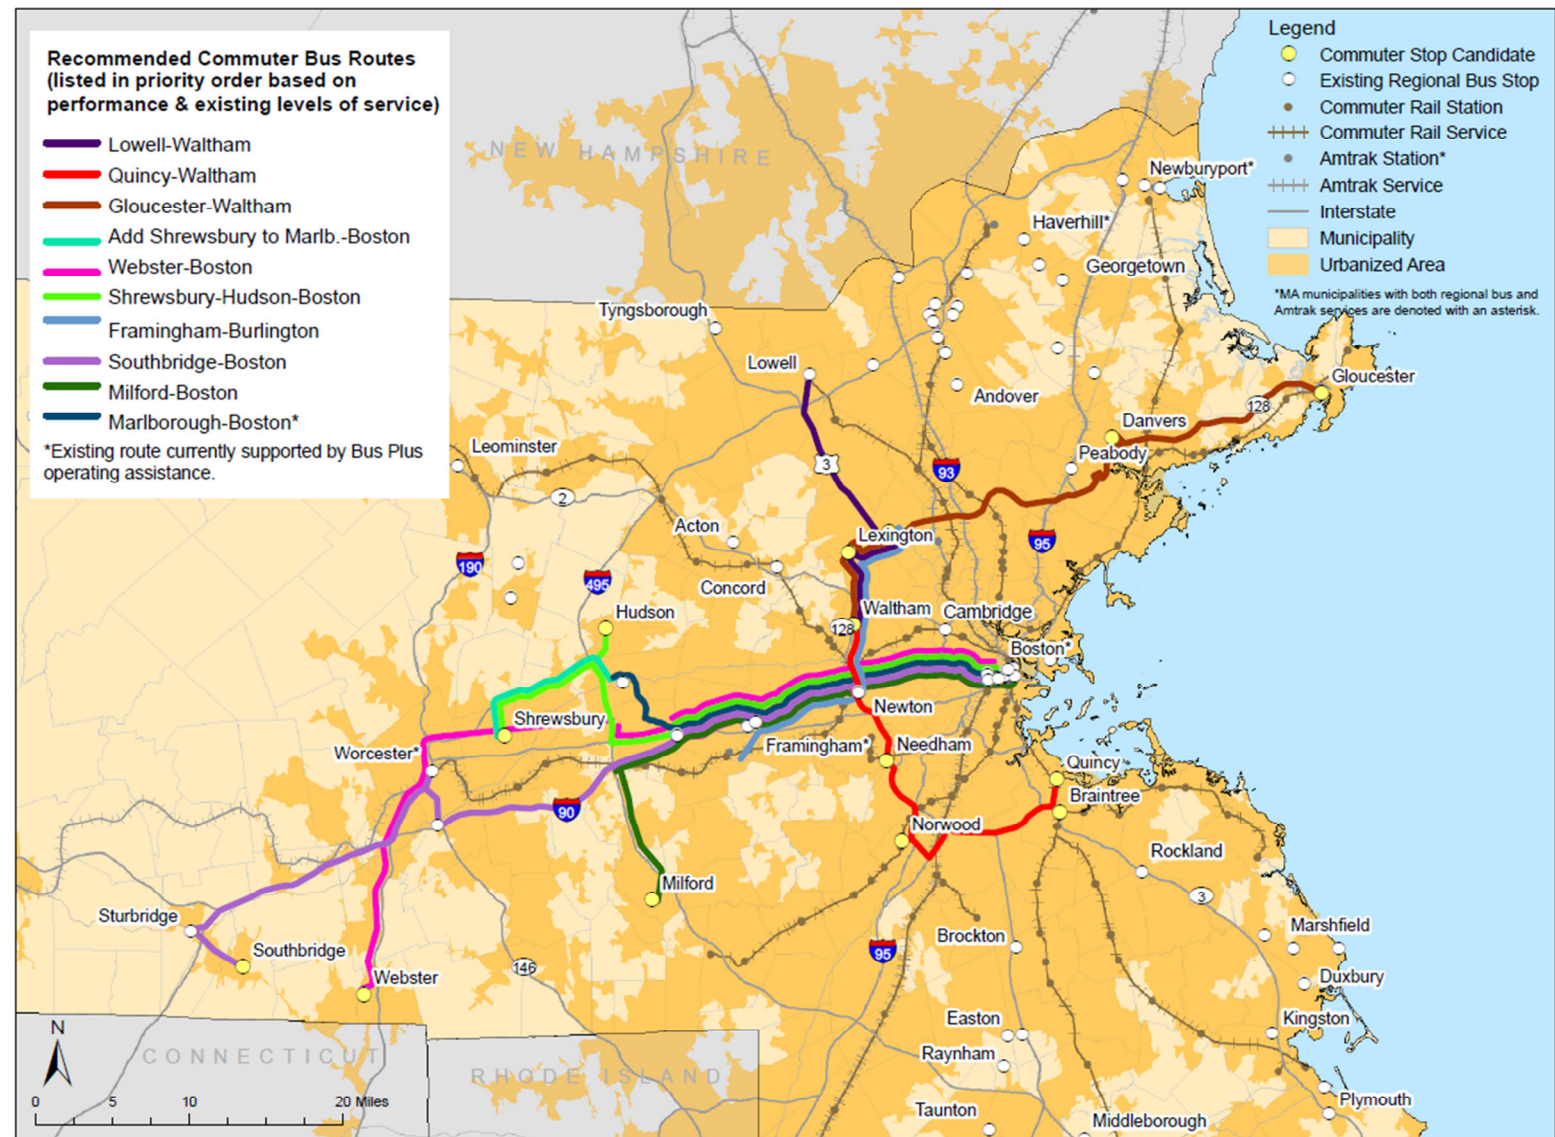 Recommended Commuter Bus Routes
(listed in priority order based on
performance & existing levels of service)
Lowell-Waltham
Quincy-Waltham
Gloucester-Waltham
Add Shrewsbury to Marlb.-Boston
Webster-Boston
Shrewsbury-Hudson-Boston
Framingham-Burlington
Southbridge-Boston
Milford-Boston
Marlborough-Boston*
*Existing route currently supported by Bus Plus
operating assistance.
Legend
Commuter Stop Candidate
Existing Regional Bus Stop
Commuter Rail Station
Commuter Rail Service
Amtrak Station*
Amtrak Service
Interstate
Municipality
Urbanized Area
*MA municipalities with both regional bus and
Amtrak services are denoted with an asterisk.
NEW HAMPSHIRE
Newburyport*
Haverhill*
Georgetown
Tyngsborough
Lowell
Andover
Gloucester
128
Danvers
Peabody
Leominster
3
93
2
Acton
Lexington
95
190
495
Concord
Hudson
Waltham
Cambridge
128
Boston*
Shrewsbury
Newton
Worcester*
Framingham*
Needham
Quincy
Braintree
90
Norwood
Rockland
Milford
3
Sturbridge
Southbridge
Brockton
95
Marshfield
146
Webster
Duxbury
Easton
Kingston
N
CONNECTICUT
RHODE ISLAND
Raynham
0 5 10 20 Miles
Plymouth
Taunton
Middleborough